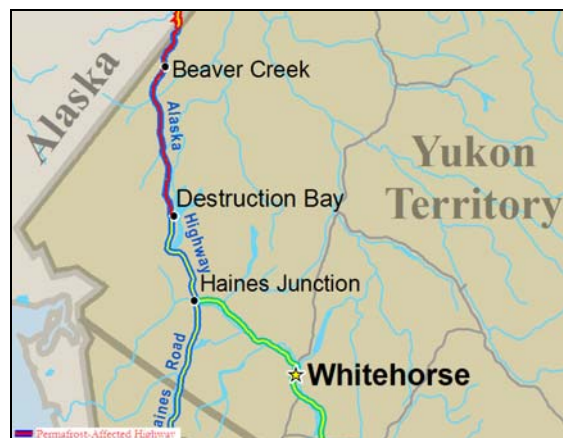 Alaska
Beaver Creek
Alaska
Yukon
Territory
Destruction Bay
Highway
Haines Junction
Haines Road
Whitehorse
Permafrost-Affected Highway